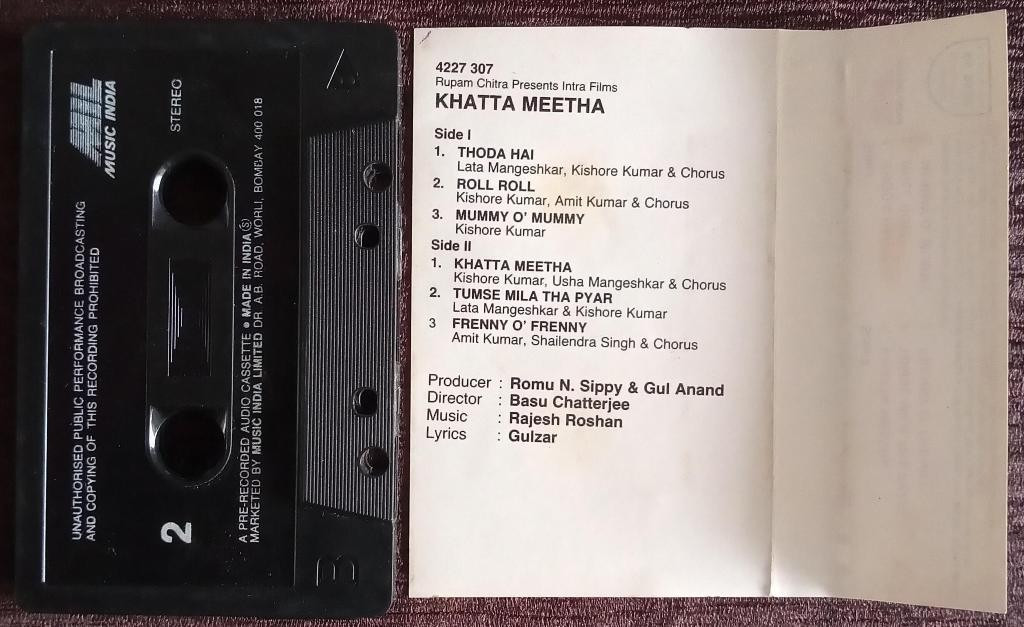 MIL
MUSIC INDIA
STEREO
UNAUTHORISED PUBLIC PERFORMANCE BROADCASTING
AND COPYING OF THIS RECORDING PROHIBITED
2
A PRE-RECORDED AUDIO CASSETTE ● MADE IN INDIA Ⓢ
MARKETED BY MUSIC INDIA LIMITED DR. A.B. ROAD, WORLI, BOMBAY 400 018
A
B
4227 307
Rupam Chitra Presents Intra Films
KHATTA MEETHA
Side I
1. THODA HAI
Lata Mangeshkar, Kishore Kumar & Chorus
2. ROLL ROLL
Kishore Kumar, Amit Kumar & Chorus
3. MUMMY O' MUMMY
Kishore Kumar
Side II
1. KHATTA MEETHA
Kishore Kumar, Usha Mangeshkar & Chorus
2. TUMSE MILA THA PYAR
Lata Mangeshkar & Kishore Kumar
3 FRENNY O' FRENNY
Amit Kumar, Shailendra Singh & Chorus
Producer : Romu N. Sippy & Gul Anand
Director : Basu Chatterjee
Music : Rajesh Roshan
Lyrics : Gulzar